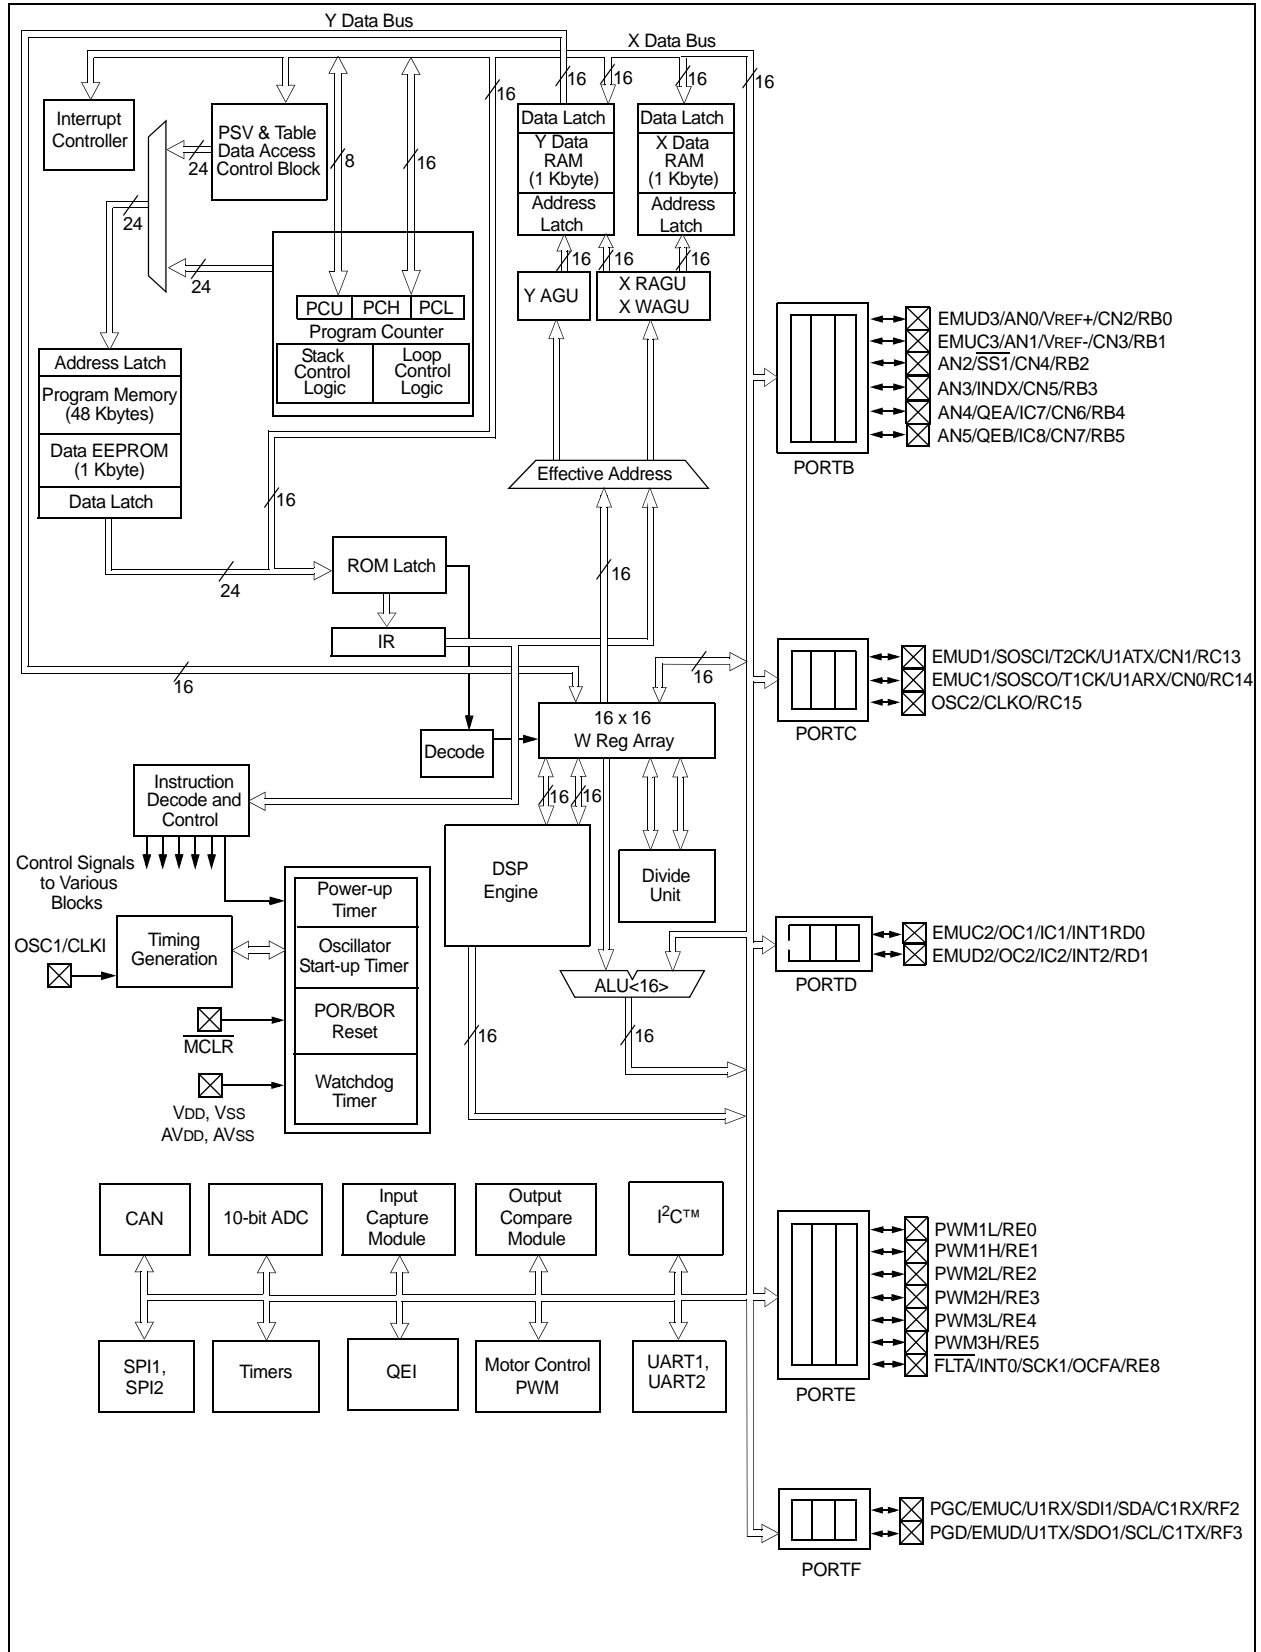 Y Data Bus
X Data Bus
16
16
16
16
16
Interrupt
Controller
PSV & Table
Data Access
Control Block
24
8
16
24
24
Data Latch
Y Data
RAM
(1 Kbyte)
Address
Latch
Data Latch
X Data
RAM
(1 Kbyte)
Address
Latch
16
16
16
Y AGU
X RAGU
X WAGU
PCU
PCH
PCL
Program Counter
Stack
Control
Logic
Loop
Control
Logic
Address Latch
Program Memory
(48 Kbytes)
Data EEPROM
(1 Kbyte)
Data Latch
Effective Address
16
24
ROM Latch
16
IR
16
16
16 x 16
W Reg Array
Decode
Instruction
Decode and
Control
16
16
Control Signals
to Various
Blocks
DSP
Engine
Divide
Unit
Power-up
Timer
Oscillator
Start-up Timer
POR/BOR
Reset
Watchdog
Timer
OSC1/CLKI
Timing
Generation
MCLR
VDD, VSS
AVDD, AVSS
ALU<16>
16
16
CAN
10-bit ADC
Input
Capture
Module
Output
Compare
Module
I²C™
SPI1,
SPI2
Timers
QEI
Motor Control
PWM
UART1,
UART2
EMUD3/AN0/VREF+/CN2/RB0
EMUC3/AN1/VREF-/CN3/RB1
AN2/SS1/CN4/RB2
AN3/INDX/CN5/RB3
AN4/QEA/IC7/CN6/RB4
AN5/QEB/IC8/CN7/RB5
PORTB
EMUD1/SOSCI/T2CK/U1ATX/CN1/RC13
EMUC1/SOSCO/T1CK/U1ARX/CN0/RC14
OSC2/CLKO/RC15
PORTC
EMUC2/OC1/IC1/INT1RD0
EMUD2/OC2/IC2/INT2/RD1
PORTD
PWM1L/RE0
PWM1H/RE1
PWM2L/RE2
PWM2H/RE3
PWM3L/RE4
PWM3H/RE5
FLTA/INT0/SCK1/OCFA/RE8
PORTE
PGC/EMUC/U1RX/SDI1/SDA/C1RX/RF2
PGD/EMUD/U1TX/SDO1/SCL/C1TX/RF3
PORTF